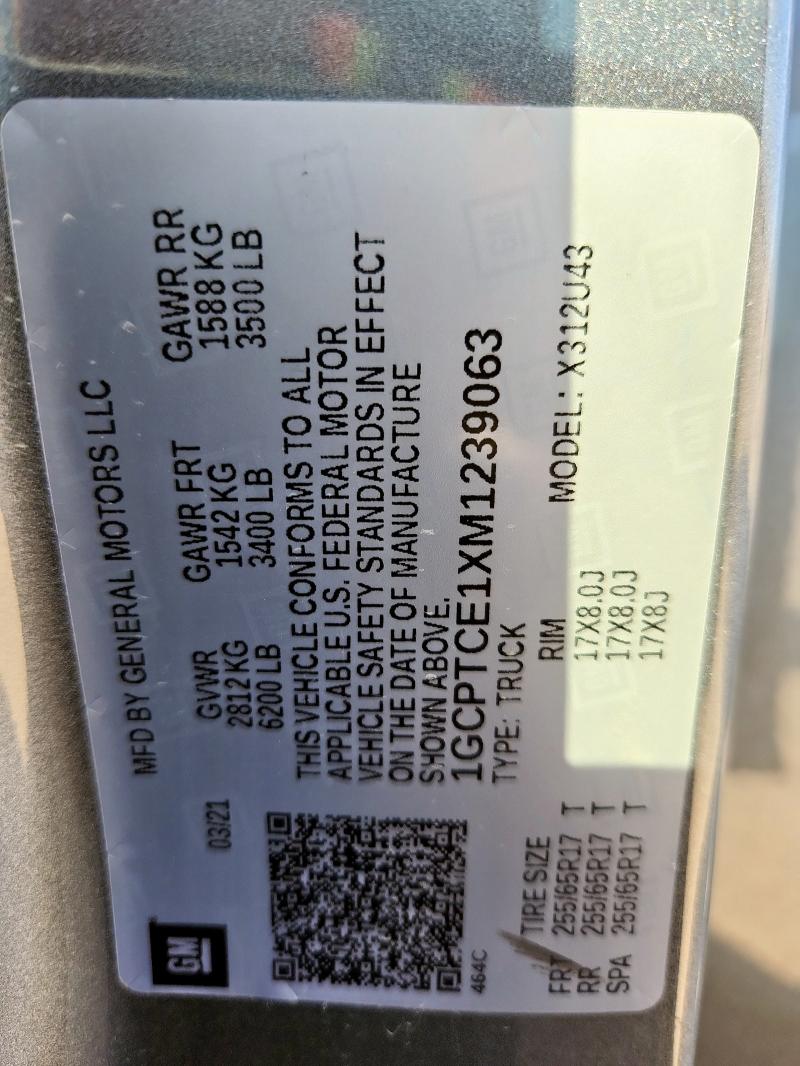 GM
MFD BY GENERAL MOTORS LLC
03/21
GVWR GAWR FRT GAWR RR
2812 KG 1542 KG 1588 KG
6200 LB 3400 LB 3500 LB
THIS VEHICLE CONFORMS TO ALL
APPLICABLE U.S. FEDERAL MOTOR
VEHICLE SAFETY STANDARDS IN EFFECT
ON THE DATE OF MANUFACTURE
SHOWN ABOVE.
1GCPTCE1XM1239063
464C
TYPE: TRUCK
MODEL: X312U43
TIRE SIZE RIM
FRT 255/65R17 T 17X8.0J
RR 255/65R17 T 17X8.0J
SPA 255/65R17 T 17X8J